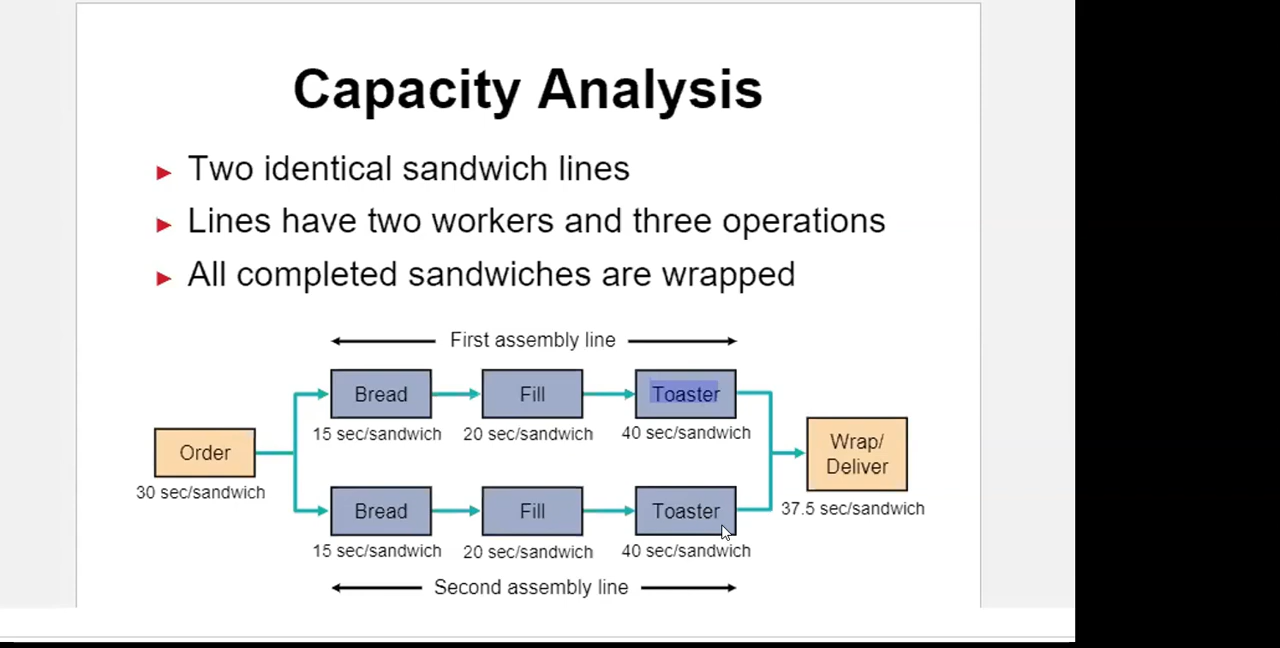 Capacity Analysis
► Two identical sandwich lines
► Lines have two workers and three operations
► All completed sandwiches are wrapped
First assembly line
Bread
Fill
Toaster
15 sec/sandwich
20 sec/sandwich
40 sec/sandwich
Order
30 sec/sandwich
Wrap/
Deliver
37.5 sec/sandwich
Bread
Fill
Toaster
15 sec/sandwich
20 sec/sandwich
40 sec/sandwich
Second assembly line